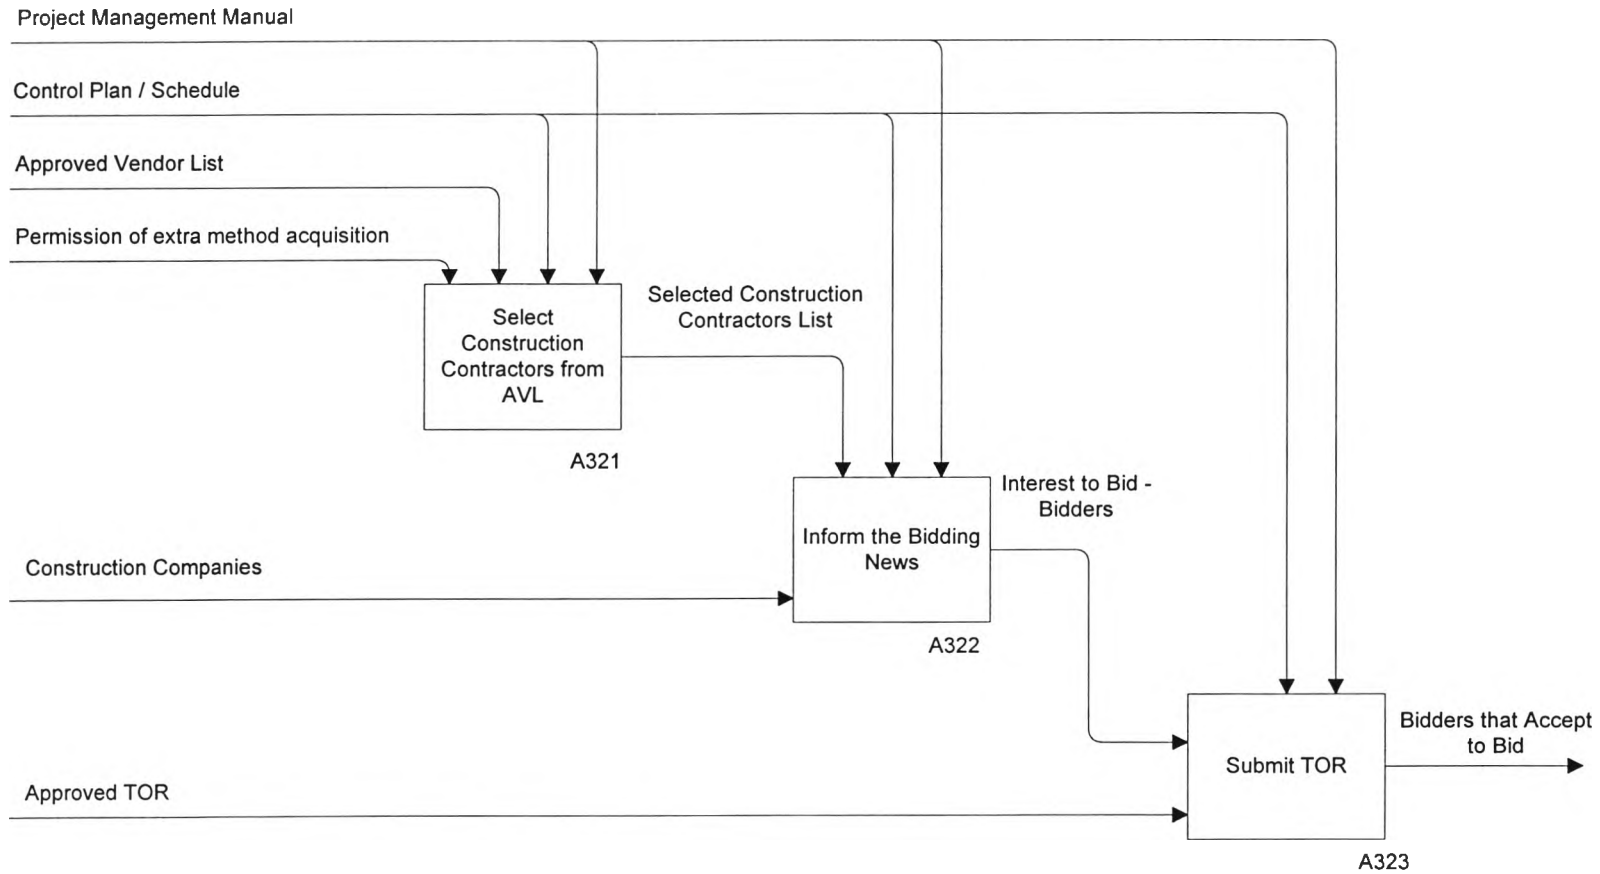 Project Management Manual
Control Plan / Schedule
Approved Vendor List
Permission of extra method acquisition
Select
Construction
Contractors from
AVL
A321
Selected Construction
Contractors List
Inform the Bidding
News
A322
Interest to Bid -
Bidders
Construction Companies
Submit TOR
A323
Bidders that Accept
to Bid
Approved TOR